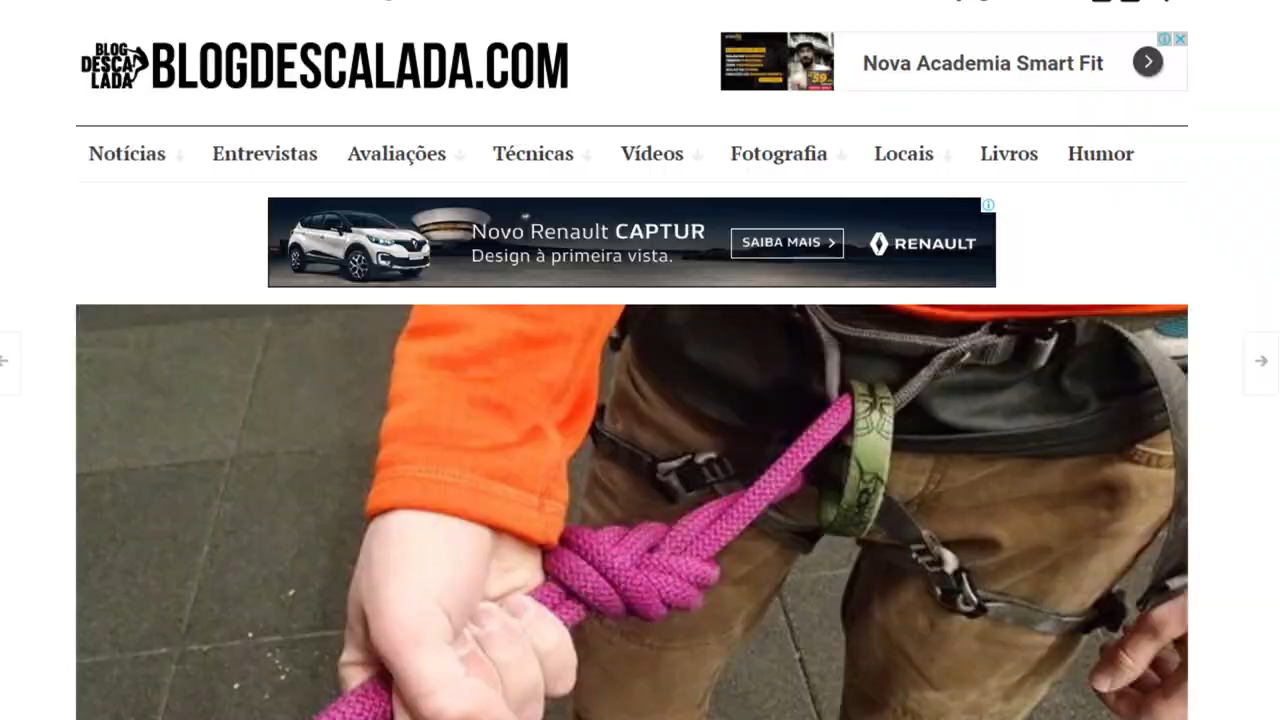 BLOG
DESCA
LADA
BLOGDESCALADA.COM
Nova Academia Smart Fit
Notícias Entrevistas Avaliações Técnicas Vídeos Fotografia Locais Livros Humor
Novo Renault CAPTUR
Design à primeira vista.
SAIBA MAIS
RENAULT